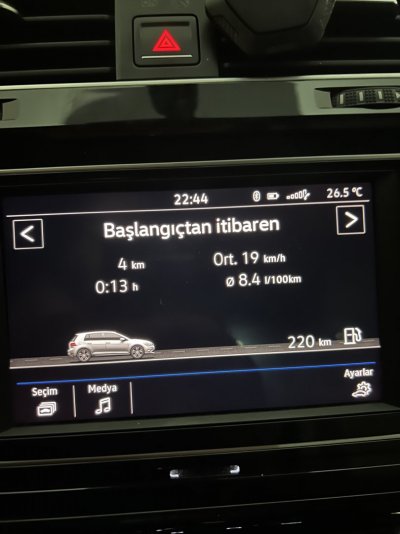 22:44 26.5 °C
Başlangıçtan itibaren
4 km Ort. 19 km/h
0:13 h ø 8.4 l/100km
220 km
Seçim Medya Ayarlar